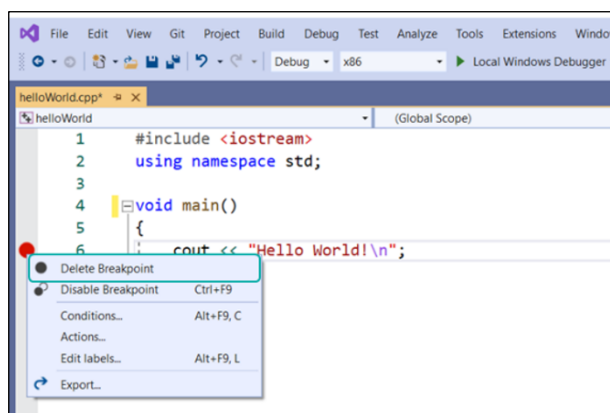 File Edit View Git Project Build Debug Test Analyze Tools Extensions Windo
Debug x86 Local Windows Debugger
helloWorld.cpp*
helloWorld (Global Scope)
1 #include <iostream>
2 using namespace std;
3
4 void main()
5 {
6 cout << "Hello World!\n";
Delete Breakpoint
Disable Breakpoint Ctrl+F9
Conditions... Alt+F9, C
Actions...
Edit labels... Alt+F9, L
Export...